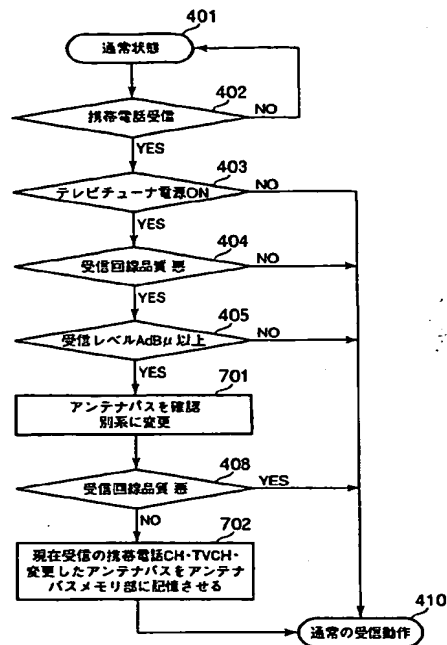 401
通常状態
402
携帯電話受信
NO
YES
403
テレビチューナ電源ON
NO
YES
404
受信回線品質 悪
NO
YES
405
受信レベルAdBμ以上
NO
YES
701
アンテナパスを確認
別系に変更
408
受信回線品質 悪
YES
NO
702
現在受信の携帯電話CH・TVCH・
変更したアンテナパスをアンテナ
パスメモリ部に記憶させる
410
通常の受信動作